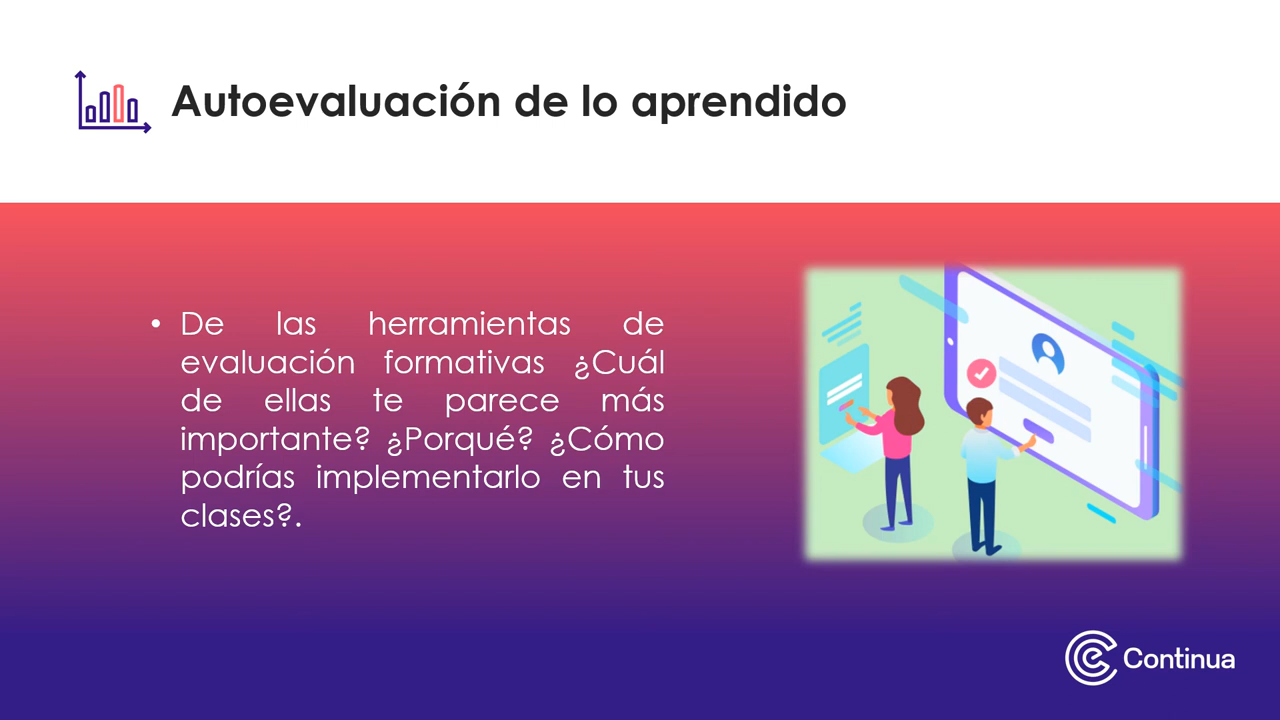 Autoevaluación de lo aprendido
• De las herramientas de
evaluación formativas ¿Cuál
de ellas te parece más
importante? ¿Porqué? ¿Cómo
podrías implementarlo en tus
clases?.
Continua